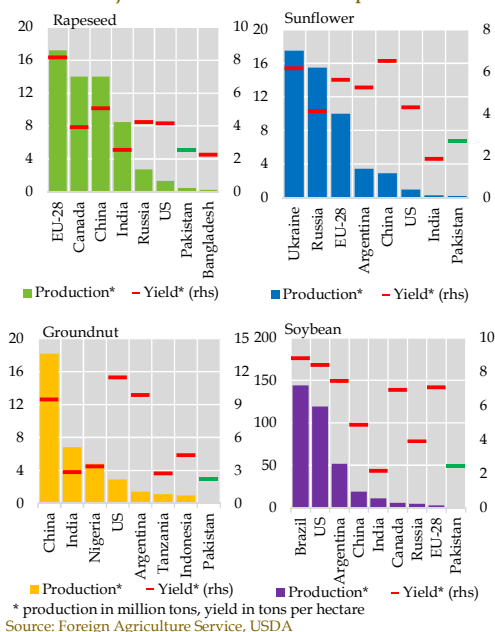 Rapeseed
20
16
12
8
4
0
10
8
6
4
2
0
EU-28
Canada
China
India
Russia
US
Pakistan
Bangladesh
Production*
Yield* (rhs)
Sunflower
20
16
12
8
4
0
8
6
4
2
0
Ukraine
Russia
EU-28
Argentina
China
US
India
Pakistan
Production*
Yield* (rhs)
Groundnut
20
16
12
8
4
0
15
12
9
6
3
0
China
India
Nigeria
US
Argentina
Tanzania
Indonesia
Pakistan
Production*
Yield* (rhs)
Soybean
200
150
100
50
0
10
8
6
4
2
0
Brazil
US
Argentina
China
India
Canada
Russia
EU-28
Pakistan
Production*
Yield* (rhs)
* production in million tons, yield in tons per hectare
Source: Foreign Agriculture Service, USDA